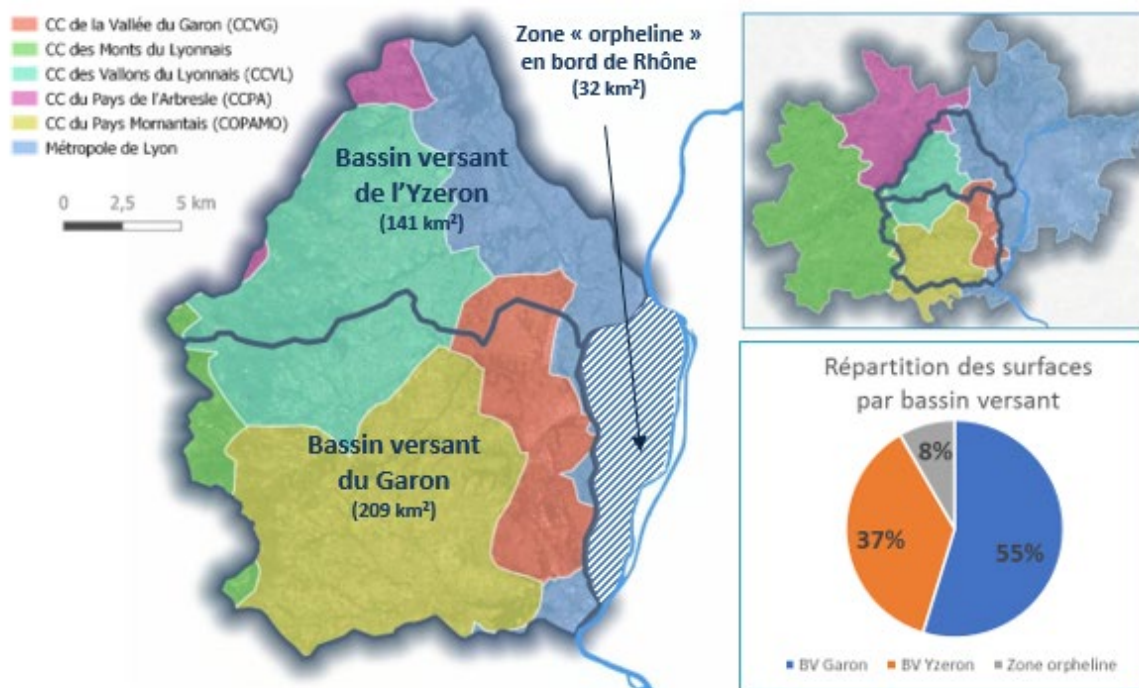 CC de la Vallée du Garon (CCVG)
CC des Monts du Lyonnais
CC des Vallons du Lyonnais (CCVL)
CC du Pays de l'Arbresle (CCPA)
CC du Pays Mornantais (COPAMO)
Métropole de Lyon
0 2,5 5 km
Zone « orpheline »
en bord de Rhône
(32 km²)
Bassin versant
de l'Yzeron
(141 km²)
Bassin versant
du Garon
(209 km²)
Répartition des surfaces
par bassin versant
8%
37%
55%
BV Garon BV Yzeron Zone orpheline